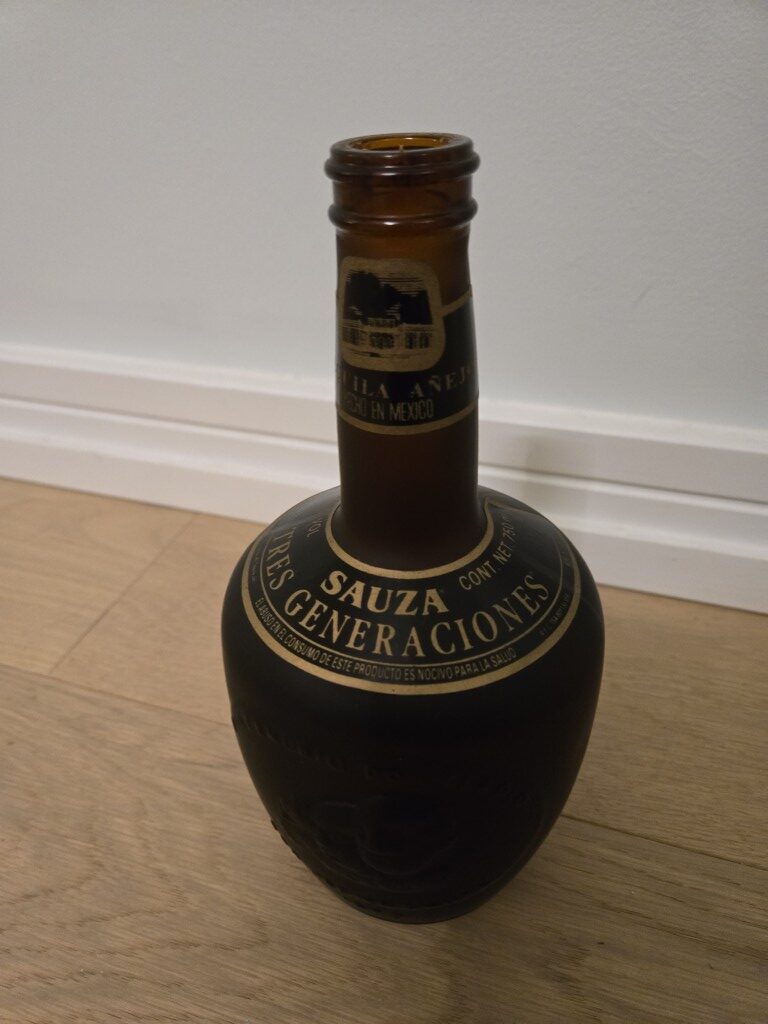 AÑEJO
HECHO EN MEXICO
SAUZA
CONT. NET. 750
TRES GENERACIONES
EL ABUSO EN EL CONSUMO DE ESTE PRODUCTO ES NOCIVO PARA LA SALUD